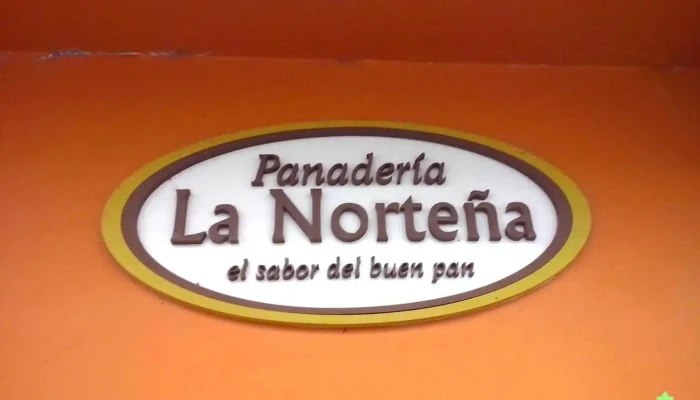 Panadería
La Norteña
el sabor del buen pan